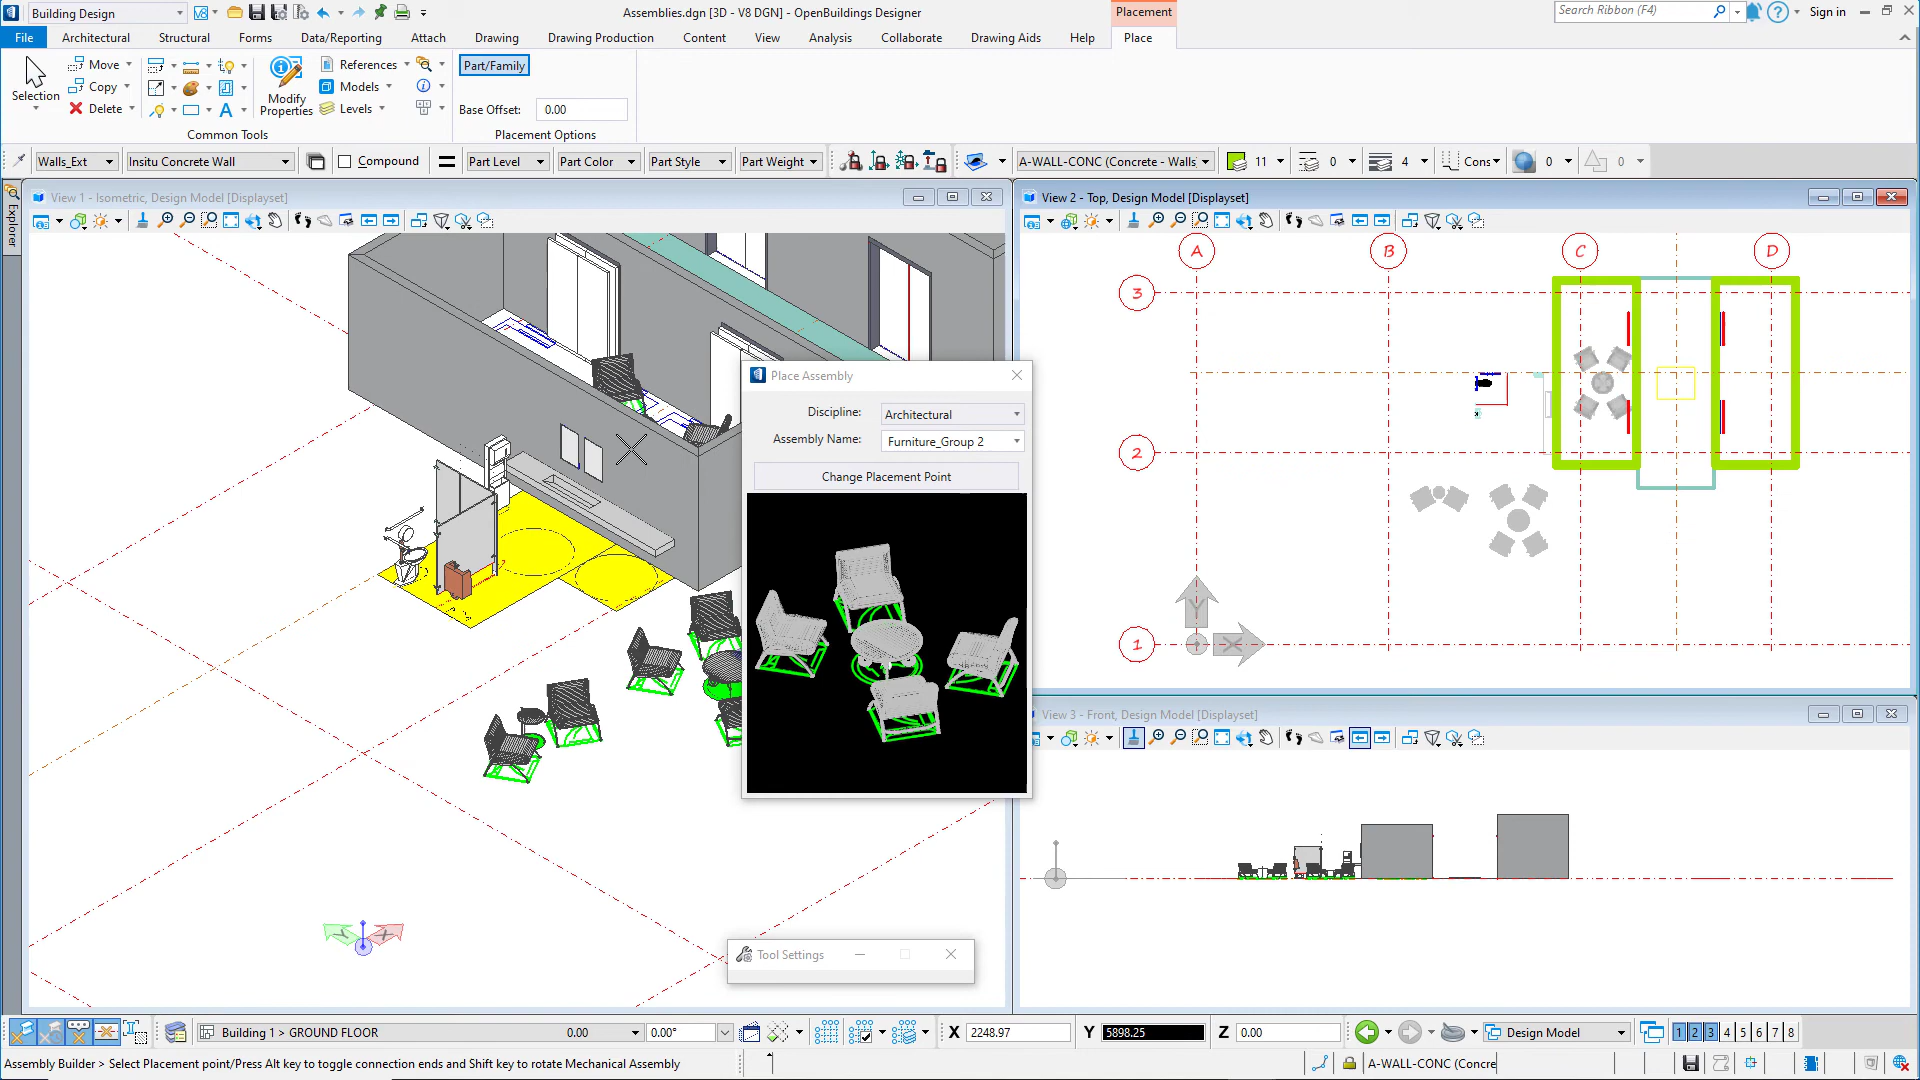 Building Design
V8
Assemblies.dgn [3D - V8 DGN] - OpenBuildings Designer
Placement
Search Ribbon (F4)
Sign in
File
Architectural
Structural
Forms
Data/Reporting
Attach
Drawing
Drawing Production
Content
View
Analysis
Collaborate
Drawing Aids
Help
Place
Selection
Move
Copy
Delete
Modify
Properties
References
Models
Levels
Common Tools
Part/Family
Base Offset:
0.00
Placement Options
Walls_Ext
Insitu Concrete Wall
Compound
Part Level
Part Color
Part Style
Part Weight
A-WALL-CONC (Concrete - Walls)
11
0
4
Cons
0
0
Explorer
View 1 - Isometric, Design Model [Displayset]
View 2 - Top, Design Model [Displayset]
A
B
C
D
3
2
1
Y
X
Place Assembly
Discipline:
Architectural
Assembly Name:
Furniture_Group 2
Change Placement Point
View 3 - Front, Design Model [Displayset]
Y
X
Tool Settings
Building 1 > GROUND FLOOR
0.00
0.00°
X
2248.97
Y
5898.25
Z
0.00
Design Model
1 2 3 4 5 6 7 8
Assembly Builder > Select Placement point/Press Alt key to toggle connection ends and Shift key to rotate Mechanical Assembly
A-WALL-CONC (Concre